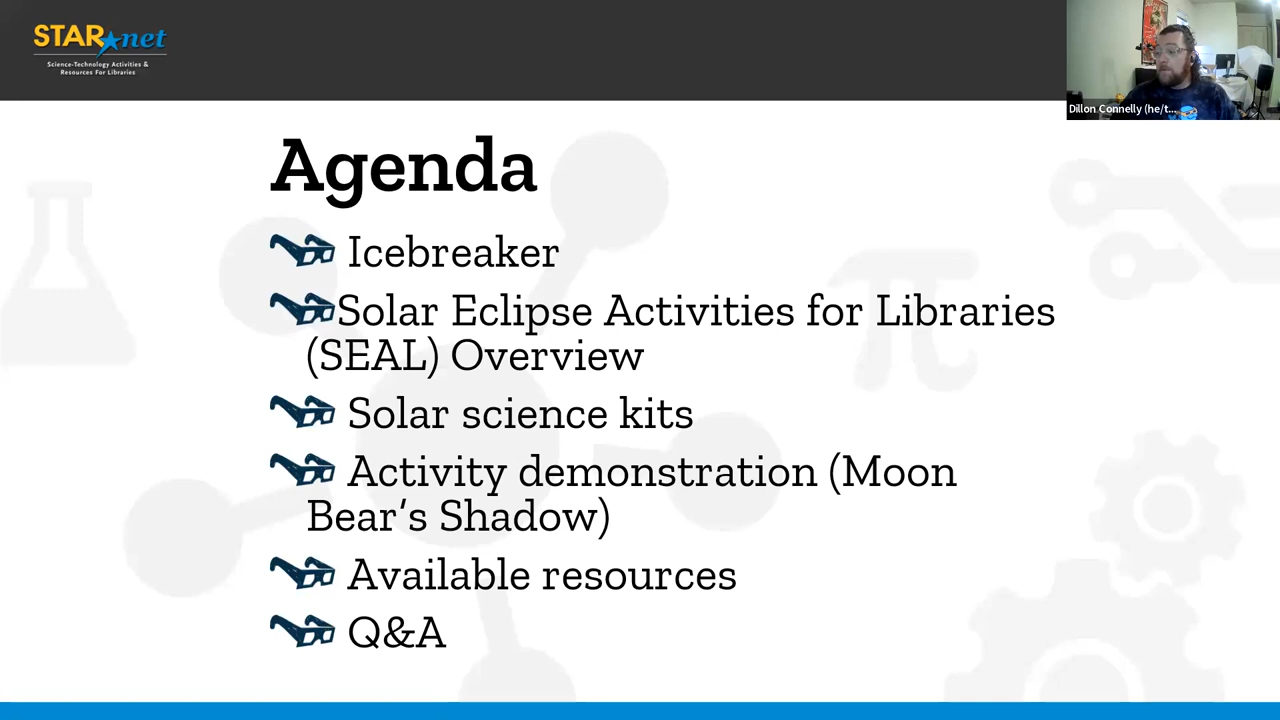 STAR net
Science-Technology Activities &
Resources For Libraries
Dillon Connelly (he/t...
Agenda
Icebreaker
Solar Eclipse Activities for Libraries
(SEAL) Overview
Solar science kits
Activity demonstration (Moon
Bear’s Shadow)
Available resources
Q&A